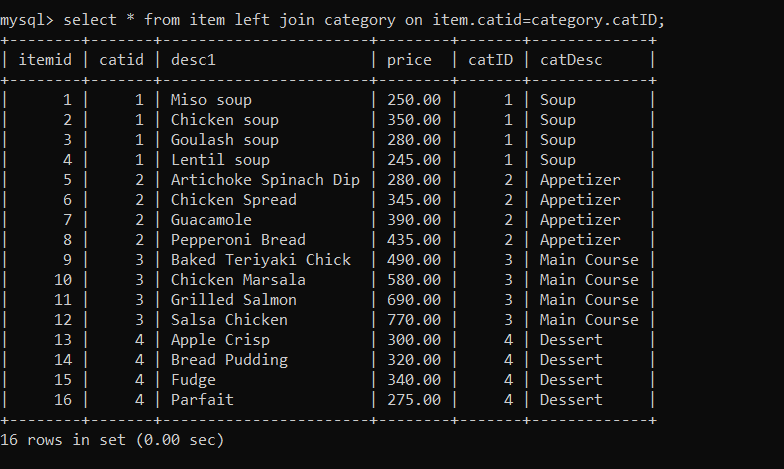 mysql> select * from item left join category on item.catid=category.catID;
+--------+-------+----------------------+--------+-------+-------------+
| itemid | catid | desc1                | price  | catID | catDesc     |
+--------+-------+----------------------+--------+-------+-------------+
|      1 |     1 | Miso soup            | 250.00 |     1 | Soup        |
|      2 |     1 | Chicken soup         | 350.00 |     1 | Soup        |
|      3 |     1 | Goulash soup         | 280.00 |     1 | Soup        |
|      4 |     1 | Lentil soup          | 245.00 |     1 | Soup        |
|      5 |     2 | Artichoke Spinach Dip | 280.00 |     2 | Appetizer   |
|      6 |     2 | Chicken Spread       | 345.00 |     2 | Appetizer   |
|      7 |     2 | Guacamole            | 390.00 |     2 | Appetizer   |
|      8 |     2 | Pepperoni Bread      | 435.00 |     2 | Appetizer   |
|      9 |     3 | Baked Teriyaki Chick | 490.00 |     3 | Main Course |
|     10 |     3 | Chicken Marsala      | 580.00 |     3 | Main Course |
|     11 |     3 | Grilled Salmon       | 690.00 |     3 | Main Course |
|     12 |     3 | Salsa Chicken        | 770.00 |     3 | Main Course |
|     13 |     4 | Apple Crisp          | 300.00 |     4 | Dessert     |
|     14 |     4 | Bread Pudding        | 320.00 |     4 | Dessert     |
|     15 |     4 | Fudge                | 340.00 |     4 | Dessert     |
|     16 |     4 | Parfait              | 275.00 |     4 | Dessert     |
+--------+-------+----------------------+--------+-------+-------------+
16 rows in set (0.00 sec)